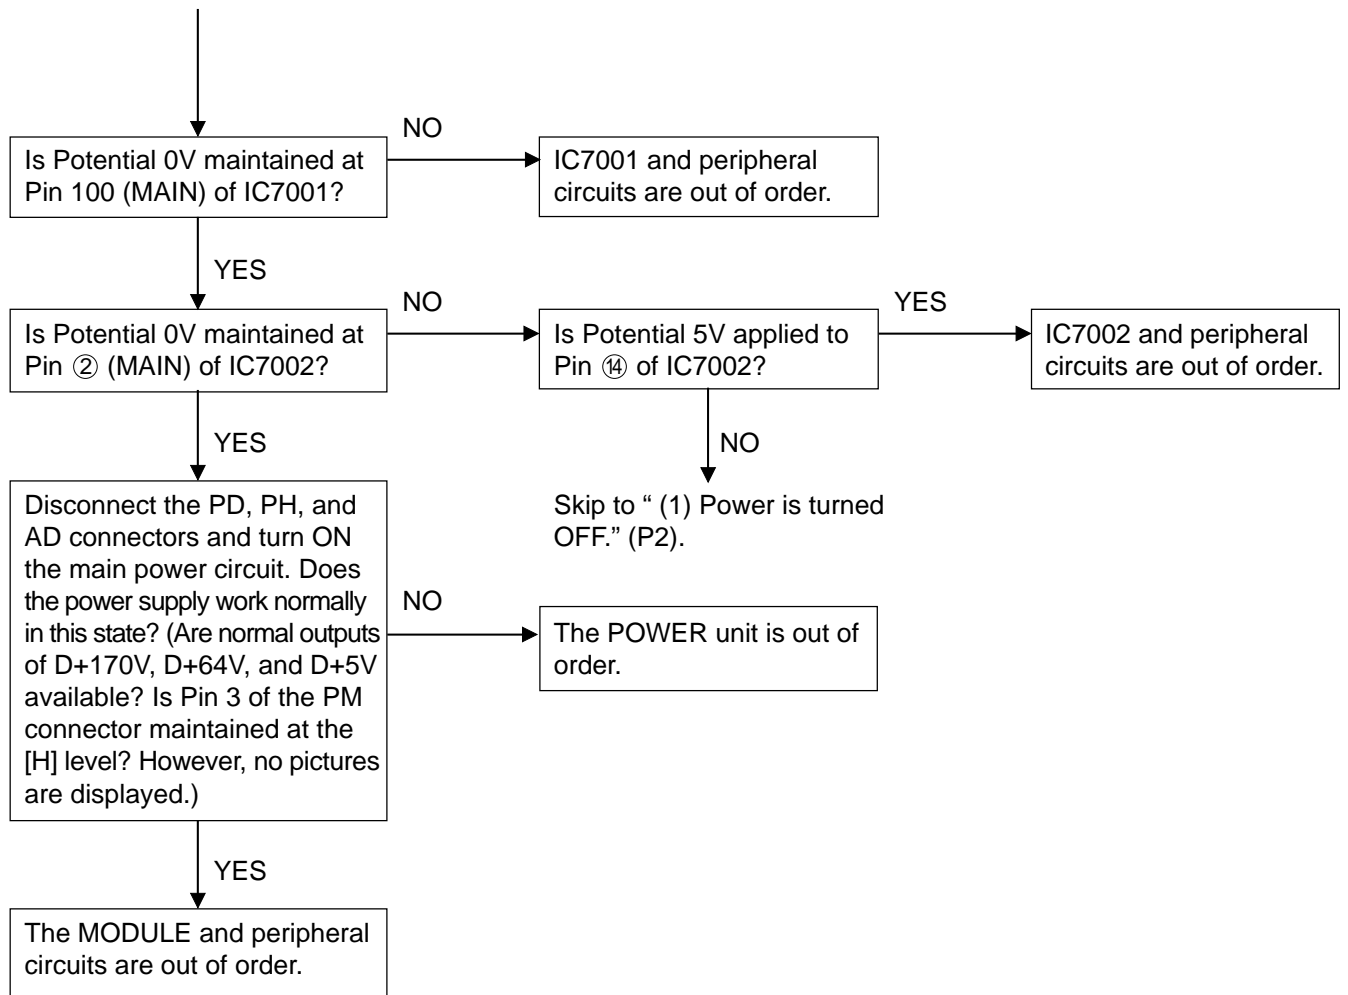 NO
Is Potential 0V maintained at
Pin 100 (MAIN) of IC7001?
IC7001 and peripheral
circuits are out of order.
YES
NO
YES
Is Potential 0V maintained at
Pin ② (MAIN) of IC7002?
Is Potential 5V applied to
Pin ⑭ of IC7002?
IC7002 and peripheral
circuits are out of order.
YES
NO
Disconnect the PD, PH, and
AD connectors and turn ON
the main power circuit. Does
the power supply work normally
in this state? (Are normal outputs
of D+170V, D+64V, and D+5V
available? Is Pin 3 of the PM
connector maintained at the
[H] level? However, no pictures
are displayed.)
Skip to “ (1) Power is turned
OFF.” (P2).
NO
The POWER unit is out of
order.
YES
The MODULE and peripheral
circuits are out of order.